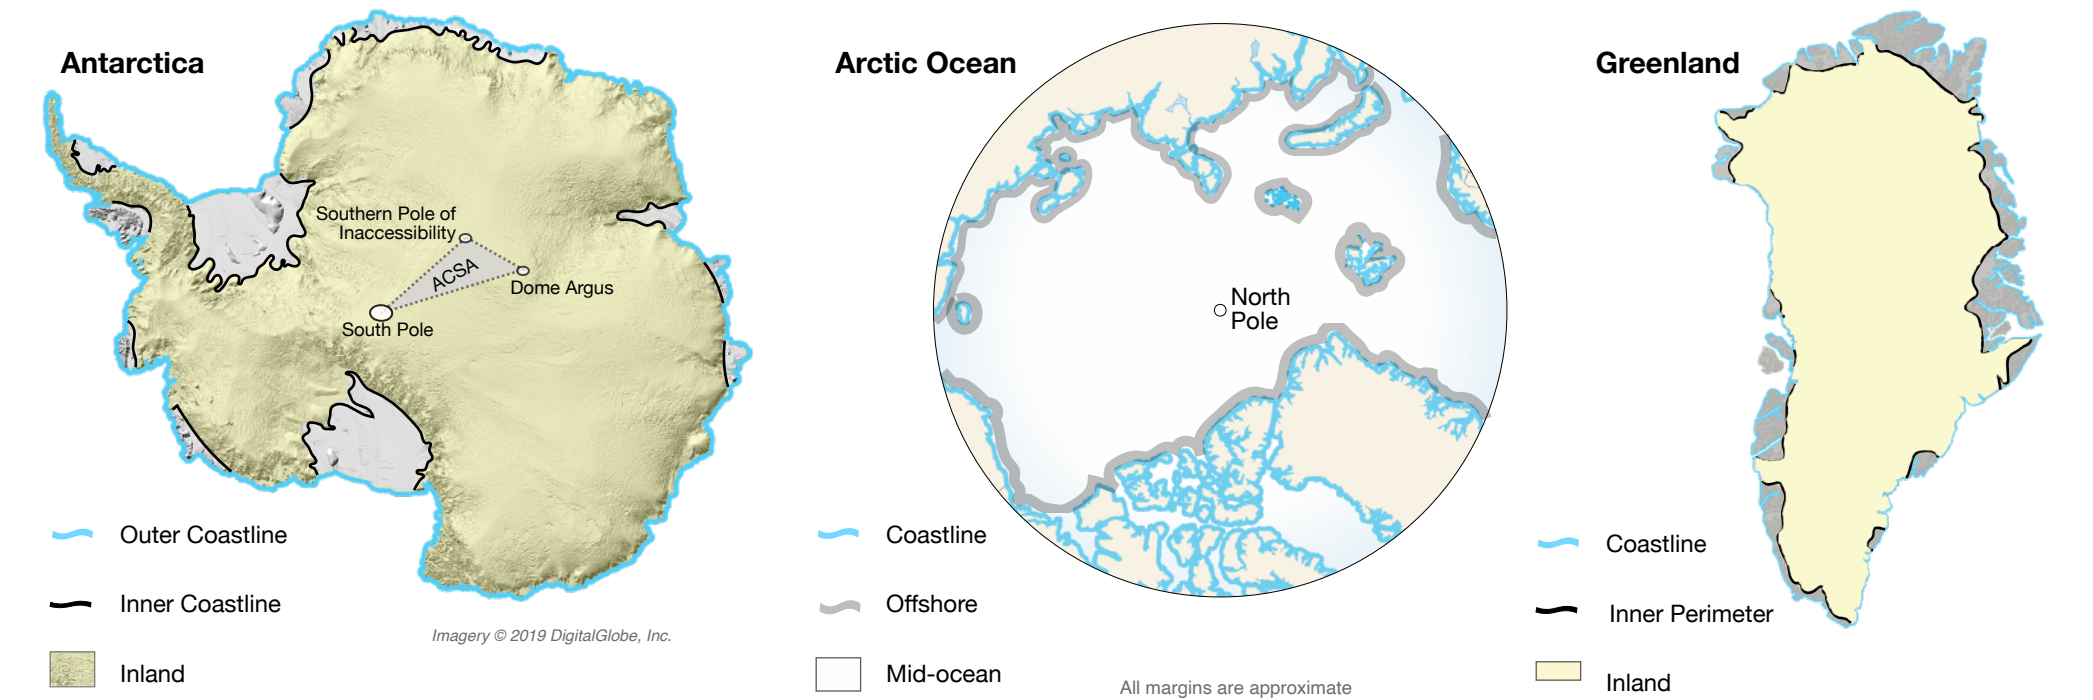 Antarctica
Southern Pole of
Inaccessibility
ACSA
Dome Argus
South Pole
Outer Coastline
Inner Coastline
Inland
Imagery © 2019 DigitalGlobe, Inc.
Arctic Ocean
North
Pole
Coastline
Offshore
Mid-ocean
All margins are approximate
Greenland
Coastline
Inner Perimeter
Inland